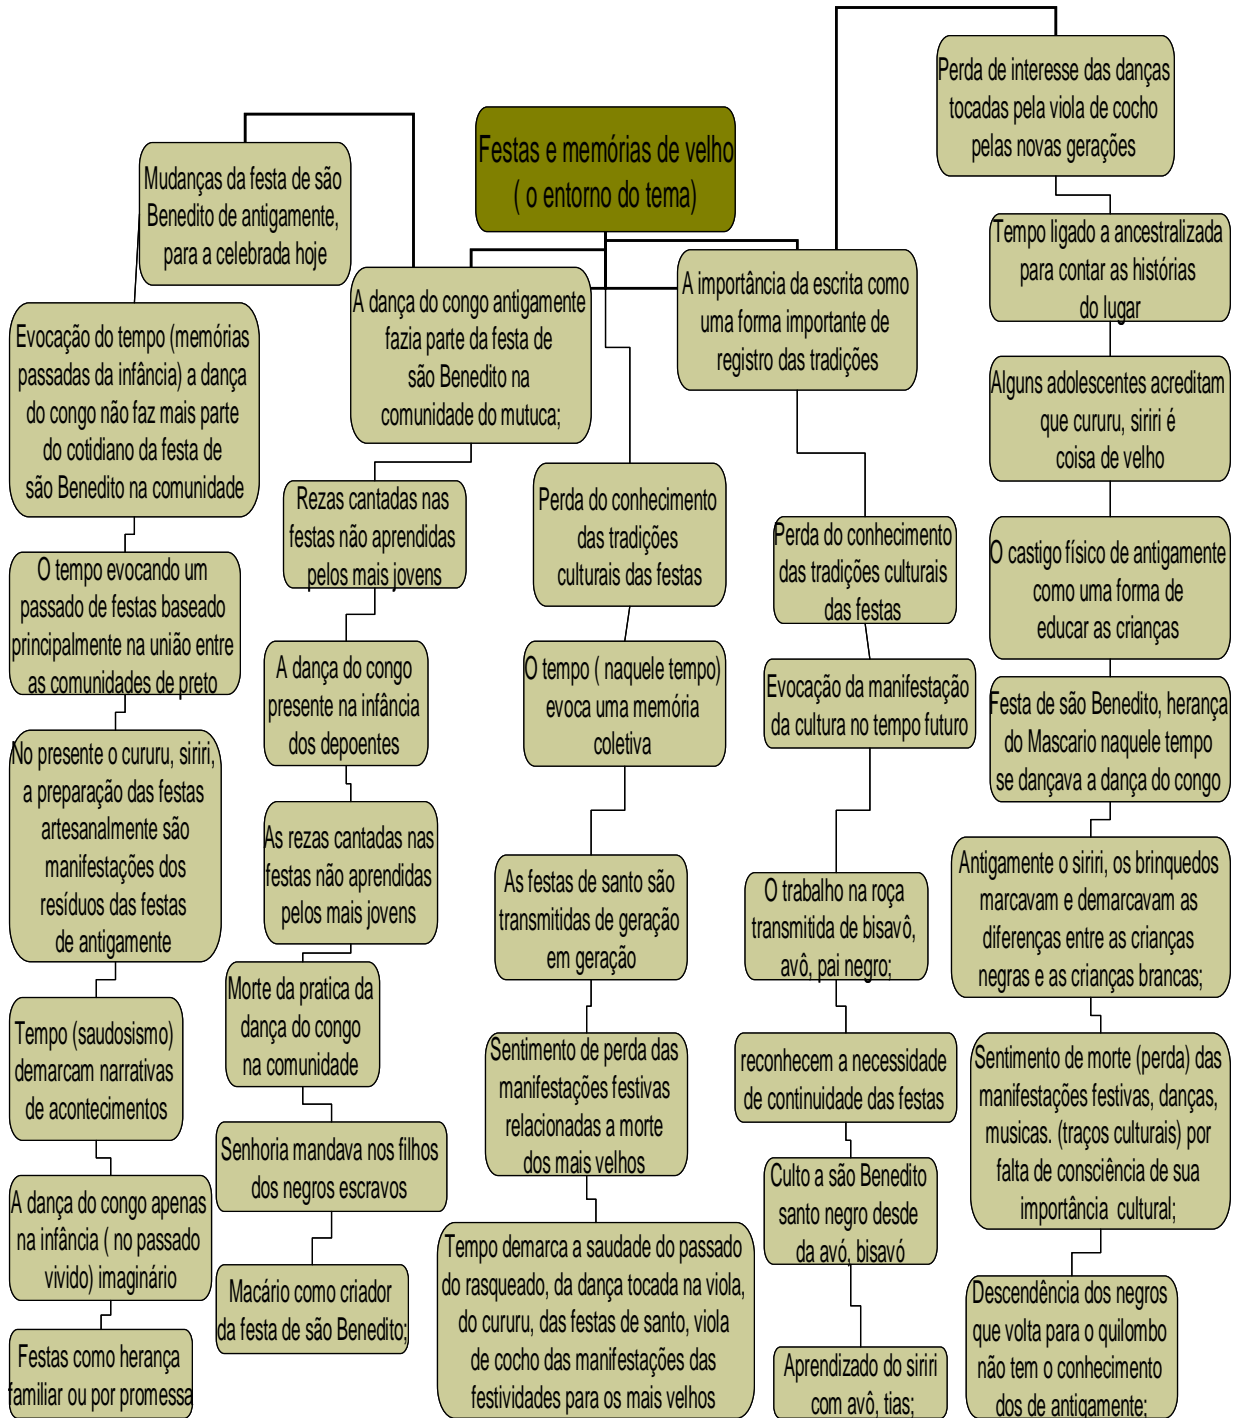 Festas e memórias de velho
( o entorno do tema)
Mudanças da festa de são
Benedito de antigamente,
para a celebrada hoje
Evocação do tempo (memórias
passadas da infância) a dança
do congo não faz mais parte
do cotidiano da festa de
são Benedito na comunidade
O tempo evocando um
passado de festas baseado
principalmente na união entre
as comunidades de preto
No presente o cururu, siriri,
a preparação das festas
artesanalmente são
manifestações dos
resíduos das festas
de antigamente
Tempo (saudosismo)
demarcam narrativas
de acontecimentos
A dança do congo apenas
na infância ( no passado
vivido) imaginário
Festas como herança
familiar ou por promessa
A dança do congo antigamente
fazia parte da festa de
são Benedito na
comunidade do mutuca;
Rezas cantadas nas
festas não aprendidas
pelos mais jovens
A dança do congo
presente na infância
dos depoentes
As rezas cantadas nas
festas não aprendidas
pelos mais jovens
Morte da pratica da
dança do congo
na comunidade
Senhoria mandava nos filhos
dos negros escravos
Macário como criador
da festa de são Benedito;
Perda do conhecimento
das tradições
culturais das festas
O tempo ( naquele tempo)
evoca uma memória
coletiva
As festas de santo são
transmitidas de geração
em geração
Sentimento de perda das
manifestações festivas
relacionadas a morte
dos mais velhos
Tempo demarca a saudade do passado
do rasqueado, da dança tocada na viola,
do cururu, das festas de santo, viola
de cocho das manifestações das
festividades para os mais velhos
A importância da escrita como
uma forma importante de
registro das tradições
Perda do conhecimento
das tradições culturais
das festas
Evocação da manifestação
da cultura no tempo futuro
O trabalho na roça
transmitida de bisavô,
avô, pai negro;
reconhecem a necessidade
de continuidade das festas
Culto a são Benedito
santo negro desde
da avó, bisavó
Aprendizado do siriri
com avô, tias;
Perda de interesse das danças
tocadas pela viola de cocho
pelas novas gerações
Tempo ligado a ancestralizada
para contar as histórias
do lugar
Alguns adolescentes acreditam
que cururu, siriri é
coisa de velho
O castigo físico de antigamente
como uma forma de
educar as crianças
Festa de são Benedito, herança
do Mascario naquele tempo
se dançava a dança do congo
Antigamente o siriri, os brinquedos
marcavam e demarcavam as
diferenças entre as crianças
negras e as crianças brancas;
Sentimento de morte (perda) das
manifestações festivas, danças,
musicas. (traços culturais) por
falta de consciência de sua
importância cultural;
Descendência dos negros
que volta para o quilombo
não tem o conhecimento
dos de antigamente;